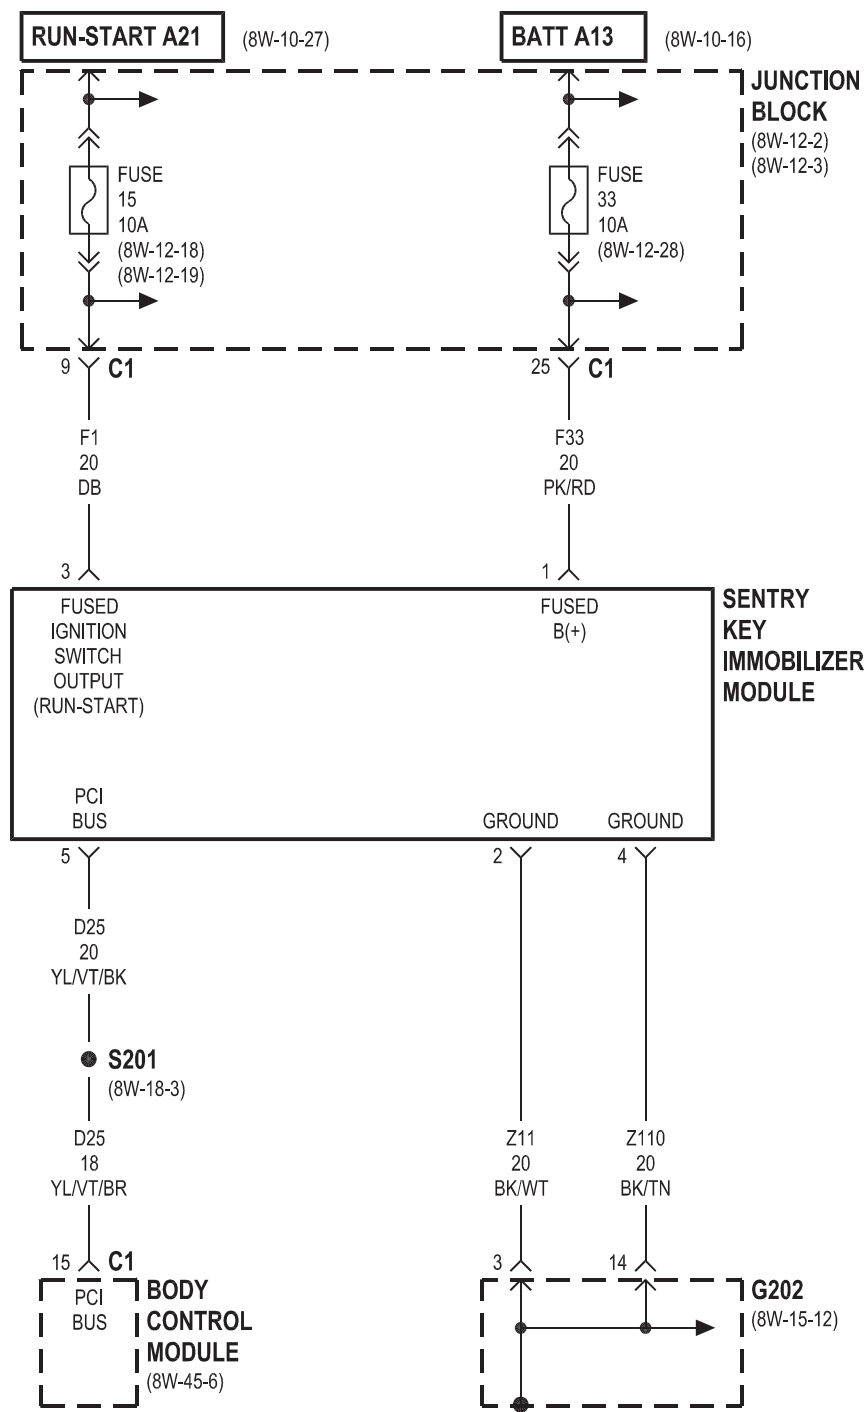 RUN-START A21 (8W-10-27)
BATT A13 (8W-10-16)
JUNCTION
BLOCK
(8W-12-2)
(8W-12-3)
FUSE
15
10A
(8W-12-18)
(8W-12-19)
FUSE
33
10A
(8W-12-28)
9 C1
25 C1
F1
20
DB
F33
20
PK/RD
3
1
FUSED
IGNITION
SWITCH
OUTPUT
(RUN-START)
FUSED
B(+)
SENTRY
KEY
IMMOBILIZER
MODULE
PCI
BUS
GROUND
GROUND
5
2
4
D25
20
YL/VT/BK
S201
(8W-18-3)
D25
18
YL/VT/BR
Z11
20
BK/WT
Z110
20
BK/TN
15 C1
3
14
PCI
BUS
BODY
CONTROL
MODULE
(8W-45-6)
G202
(8W-15-12)